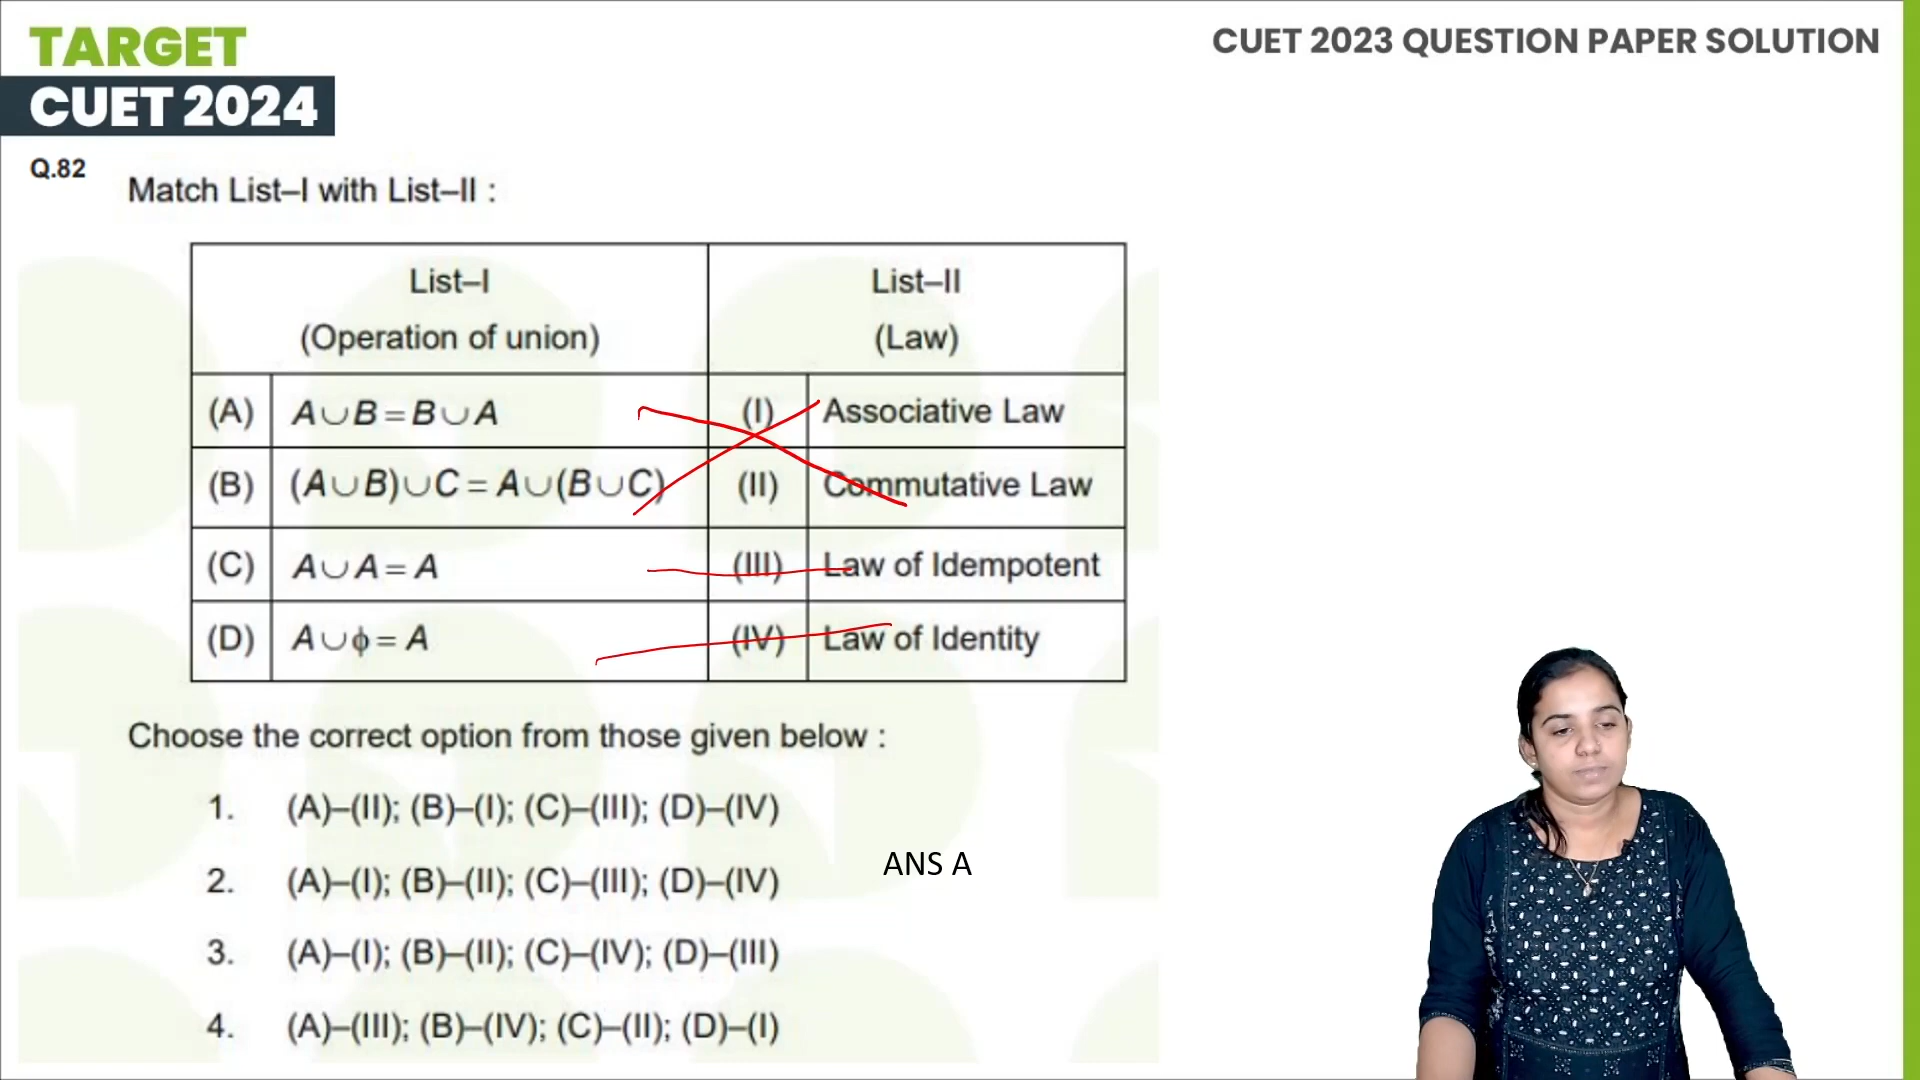 TARGET
CUET 2024
CUET 2023 QUESTION PAPER SOLUTION
Q.82
Match List–I with List–II :
List–I List–II
(Operation of union) (Law)
(A) A∪B=B∪A (I) Associative Law
(B) (A∪B)∪C=A∪(B∪C) (II) Commutative Law
(C) A∪A=A (III) Law of Idempotent
(D) A∪ϕ=A (IV) Law of Identity
Choose the correct option from those given below :
1. (A)–(II); (B)–(I); (C)–(III); (D)–(IV)
2. (A)–(I); (B)–(II); (C)–(III); (D)–(IV)
3. (A)–(I); (B)–(II); (C)–(IV); (D)–(III)
4. (A)–(III); (B)–(IV); (C)–(II); (D)–(I)
ANS A